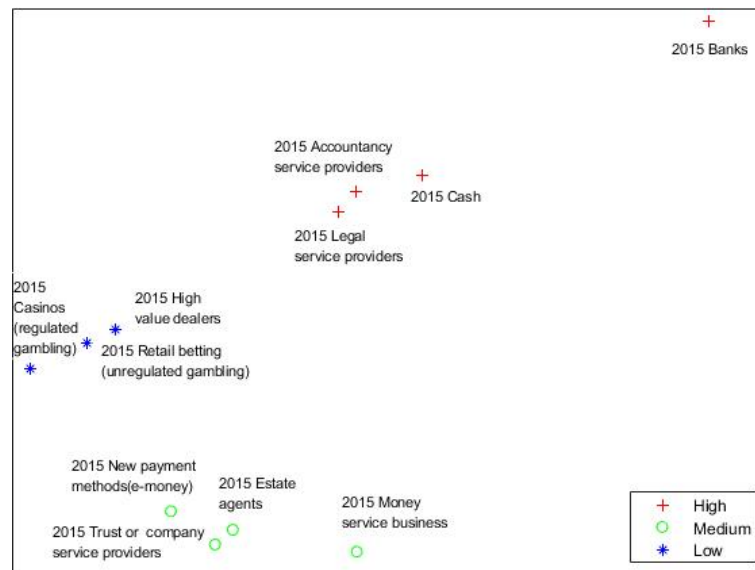 2015 Banks
2015 Accountancy
service providers
2015 Cash
2015 Legal
service providers
2015
Casinos
(regulated
gambling)
2015 High
value dealers
2015 Retail betting
(unregulated gambling)
2015 New payment
methods(e-money)
2015 Estate
agents
2015 Trust or company
service providers
2015 Money
service business
High
Medium
Low